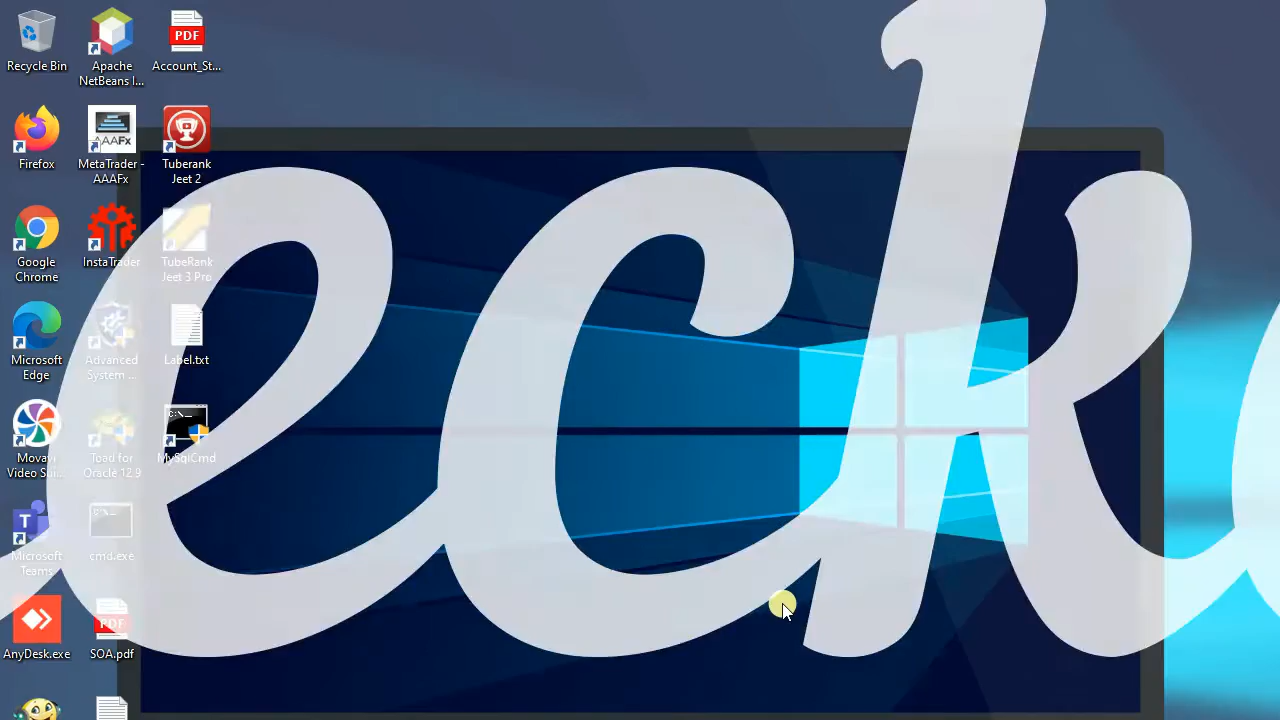 Recycle Bin
Apache
NetBeans I...
Account_St...
PDF
Firefox
MetaTrader -
AAAFx
AAAFx
Tuberank
Jeet 2
Google
Chrome
InstaTrader
TubeRank
Jeet 3 Pro
Microsoft
Edge
Advanced
System ...
Label.txt
Movavi
Video Sui...
Toad for
Oracle 12.9
C:\_
MySqlCmd
T
Microsoft
Teams
C:\_
cmd.exe
AnyDesk.exe
PDF
SOA.pdf
eck